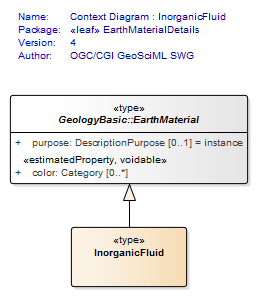 Name: Context Diagram : InorganicFluid
Package: «leaf» EarthMaterialDetails
Version: 4
Author: OGC/CGI GeoSciML SWG
«type»
GeologyBasic::EarthMaterial
+ purpose: DescriptionPurpose [0..1] = instance
«estimatedProperty, voidable»
+ color: Category [0..*]
«type»
InorganicFluid